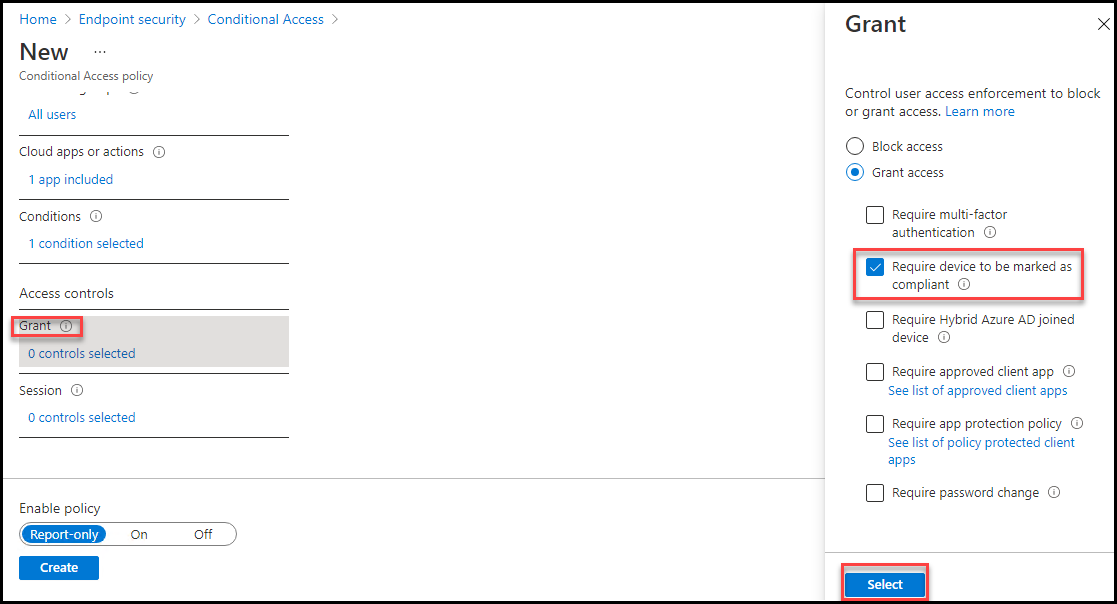 Home > Endpoint security > Conditional Access >
New ...
Conditional Access policy
All users
Cloud apps or actions
1 app included
Conditions
1 condition selected
Access controls
Grant
0 controls selected
Session
0 controls selected
Enable policy
Report-only On Off
Create
Grant
Control user access enforcement to block
or grant access. Learn more
Block access
Grant access
Require multi-factor
authentication
Require device to be marked as
compliant
Require Hybrid Azure AD joined
device
Require approved client app
See list of approved client apps
Require app protection policy
See list of policy protected client
apps
Require password change
Select